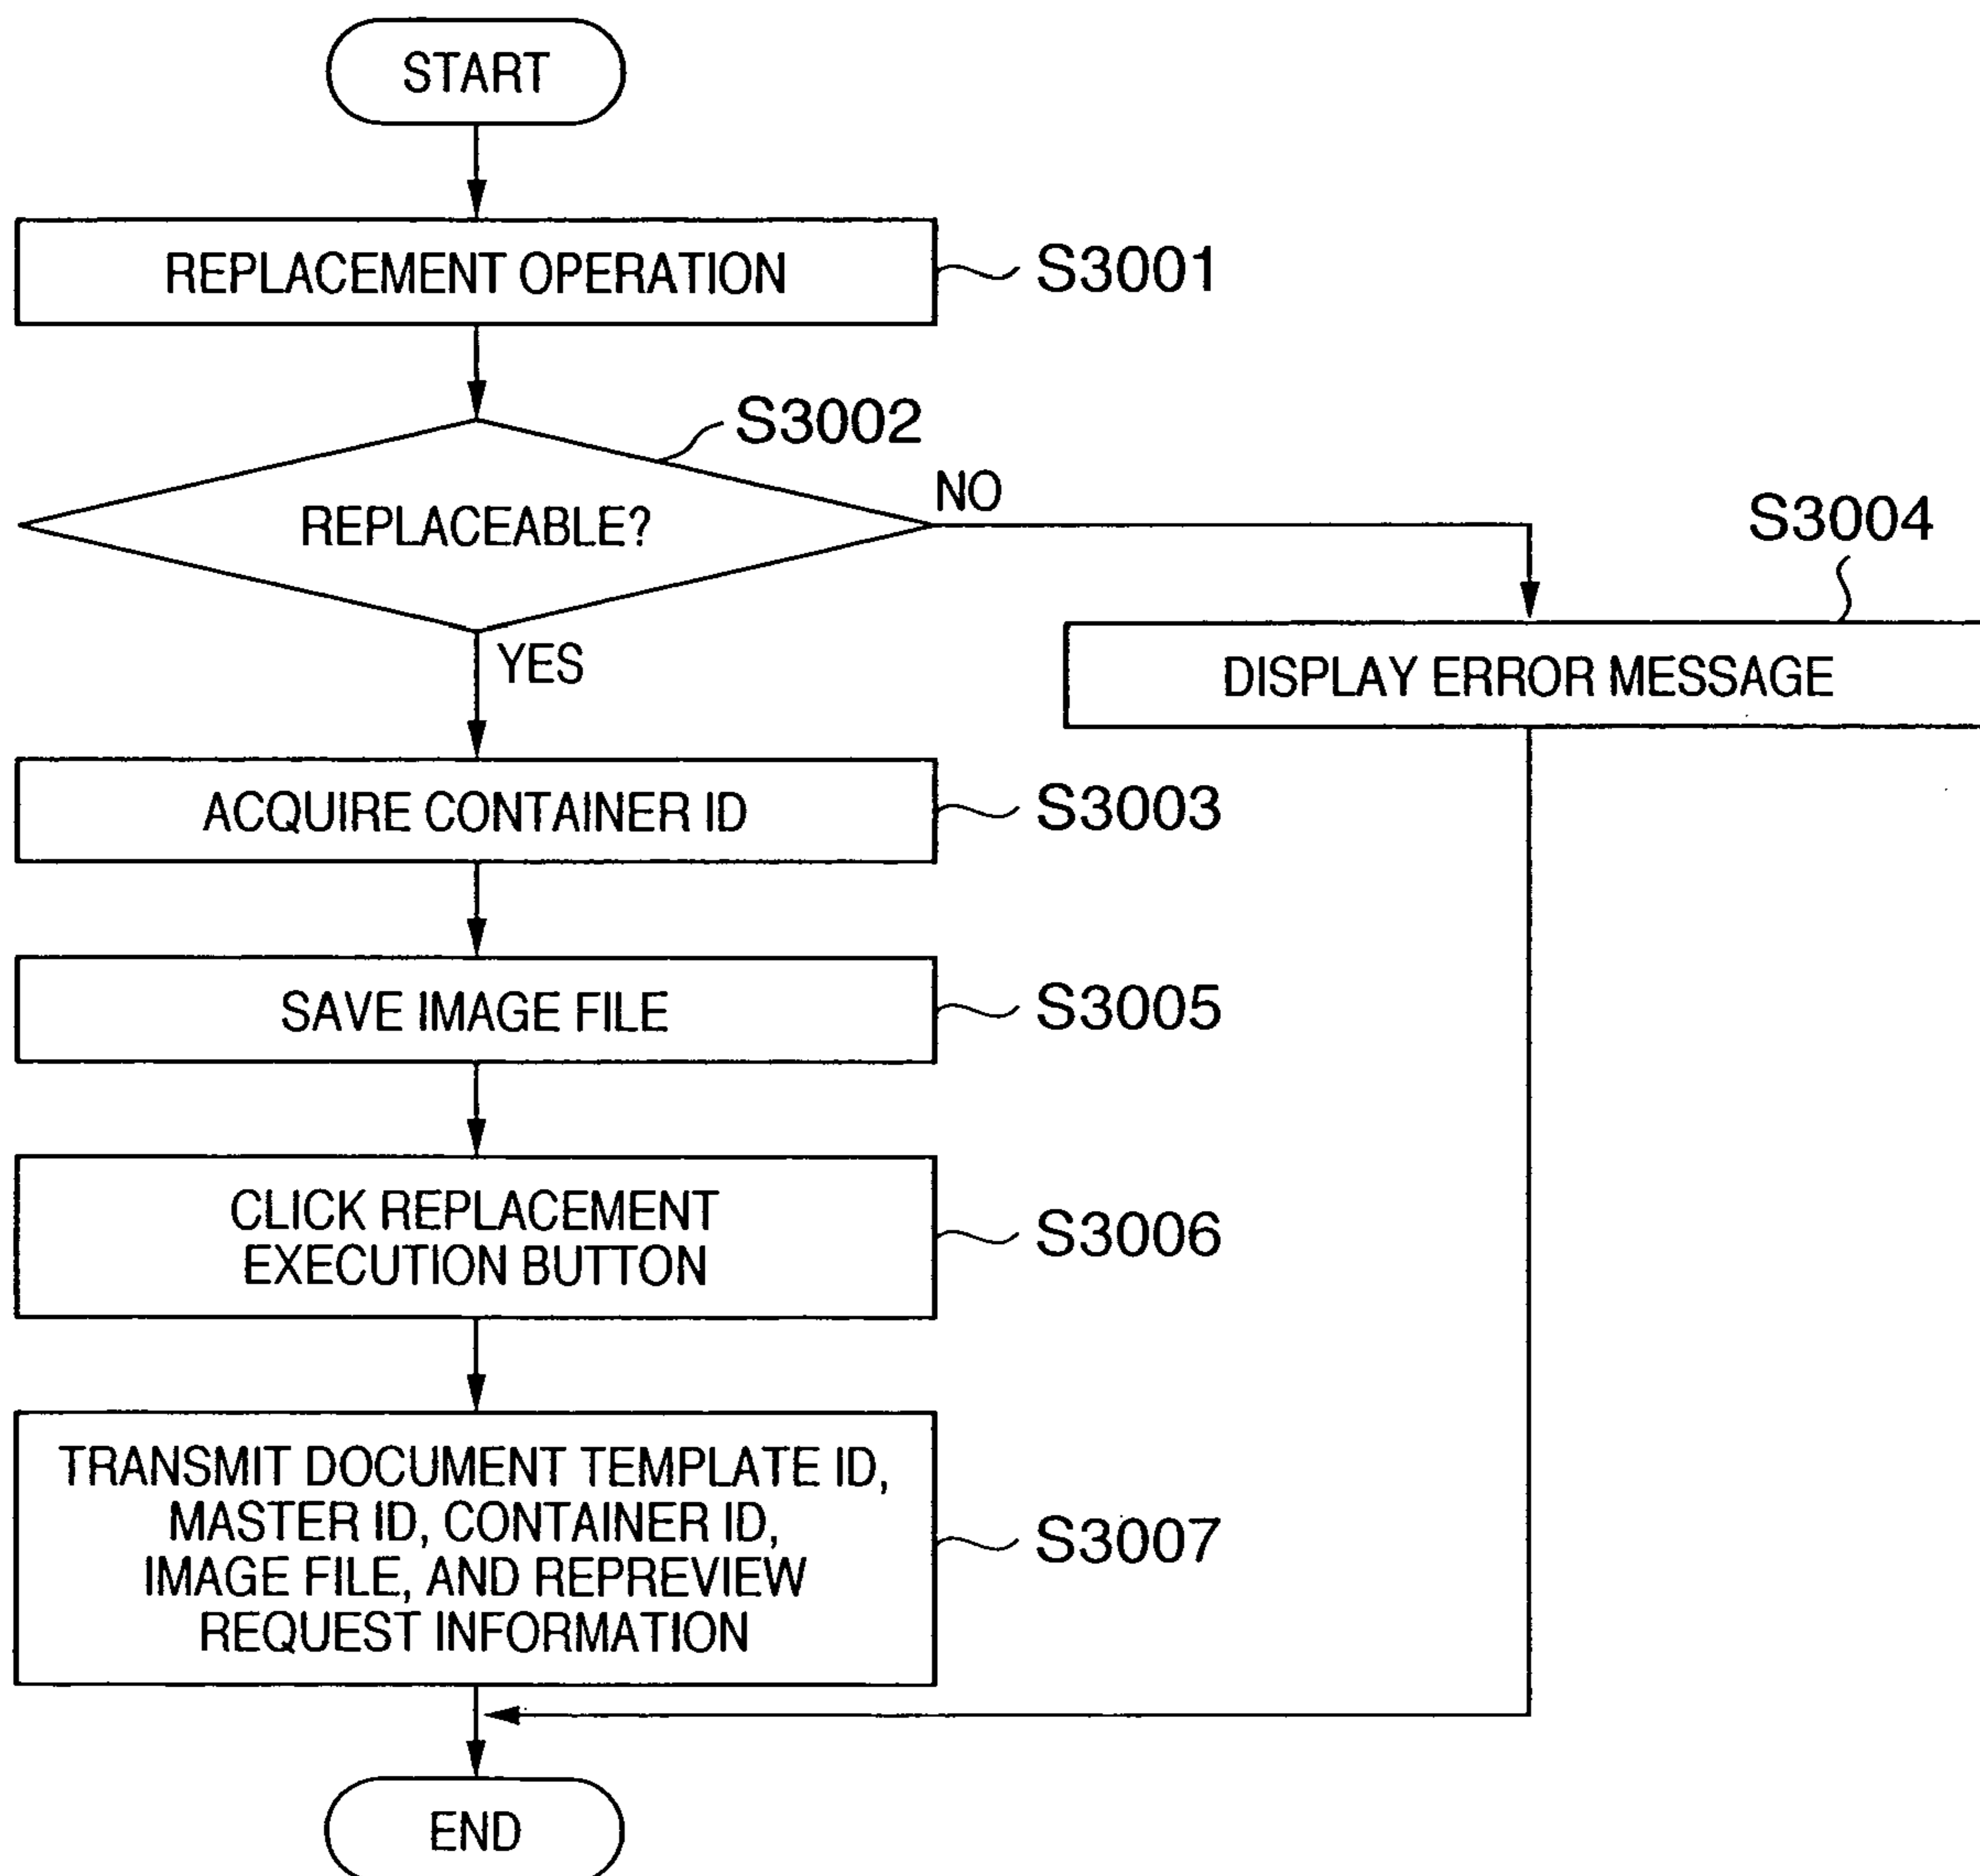 START
REPLACEMENT OPERATION
S3001
S3002
REPLACEABLE?
NO
S3004
DISPLAY ERROR MESSAGE
YES
ACQUIRE CONTAINER ID
S3003
SAVE IMAGE FILE
S3005
CLICK REPLACEMENT
EXECUTION BUTTON
S3006
TRANSMIT DOCUMENT TEMPLATE ID,
MASTER ID, CONTAINER ID,
IMAGE FILE, AND REPREVIEW
REQUEST INFORMATION
S3007
END